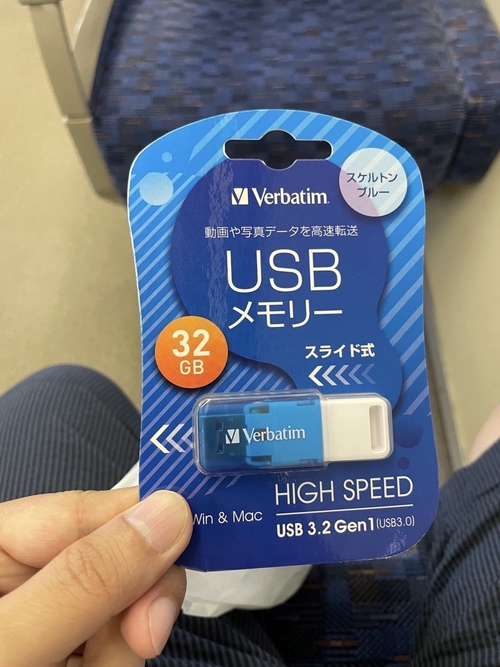 Verbatim
スケルトン
ブルー
動画や写真データを高速転送
USB
メモリー
32
GB
スライド式
Verbatim
HIGH SPEED
Win & Mac
USB 3.2 Gen1 (USB3.0)